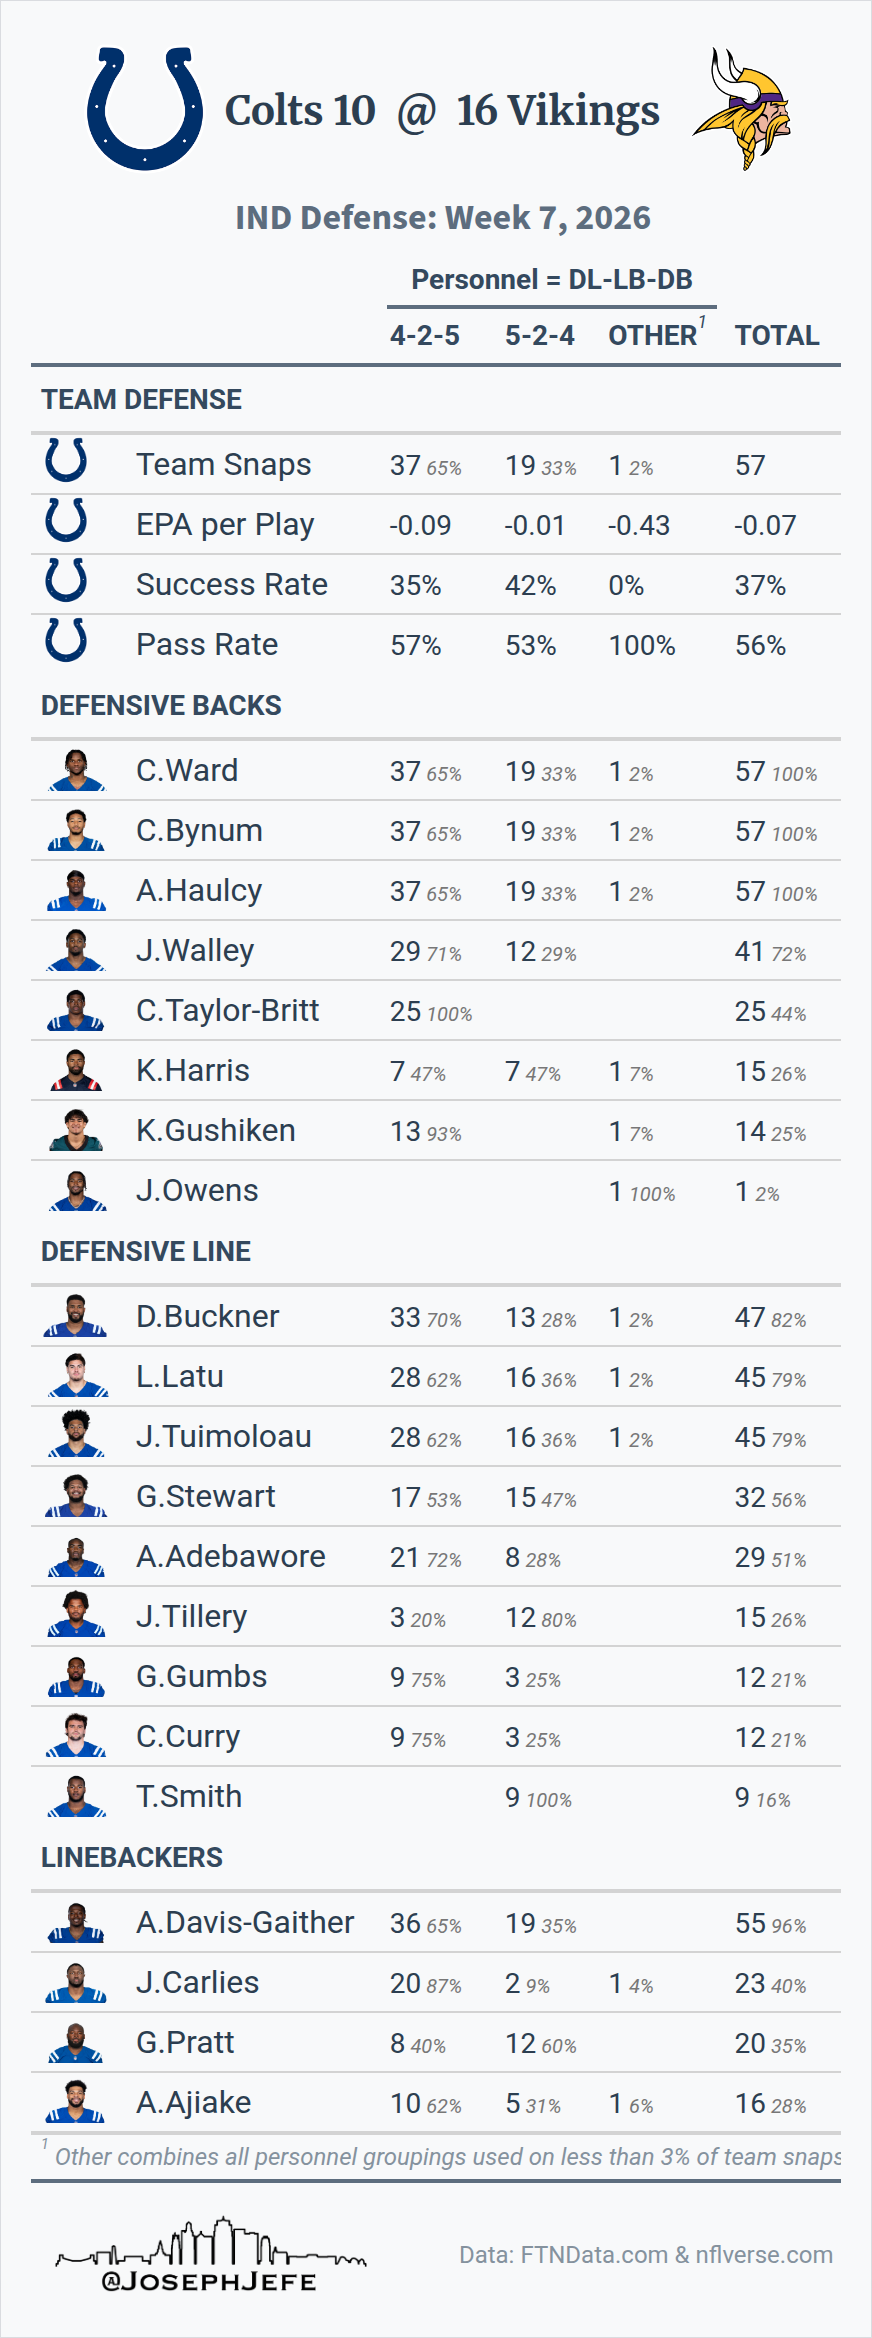 Colts 10 @ 16 Vikings
IND Defense: Week 7, 2026
Personnel = DL-LB-DB
4-2-5 5-2-4 OTHER¹ TOTAL
TEAM DEFENSE
Team Snaps 37 65% 19 33% 1 2% 57
EPA per Play -0.09 -0.01 -0.43 -0.07
Success Rate 35% 42% 0% 37%
Pass Rate 57% 53% 100% 56%
DEFENSIVE BACKS
C.Ward 37 65% 19 33% 1 2% 57 100%
C.Bynum 37 65% 19 33% 1 2% 57 100%
A.Haulcy 37 65% 19 33% 1 2% 57 100%
J.Walley 29 71% 12 29% 41 72%
C.Taylor-Britt 25 100% 25 44%
K.Harris 7 47% 7 47% 1 7% 15 26%
K.Gushiken 13 93% 1 7% 14 25%
J.Owens 1 100% 1 2%
DEFENSIVE LINE
D.Buckner 33 70% 13 28% 1 2% 47 82%
L.Latu 28 62% 16 36% 1 2% 45 79%
J.Tuimoloau 28 62% 16 36% 1 2% 45 79%
G.Stewart 17 53% 15 47% 32 56%
A.Adebawore 21 72% 8 28% 29 51%
J.Tillery 3 20% 12 80% 15 26%
G.Gumbs 9 75% 3 25% 12 21%
C.Curry 9 75% 3 25% 12 21%
T.Smith 9 100% 9 16%
LINEBACKERS
A.Davis-Gaither 36 65% 19 35% 55 96%
J.Carlies 20 87% 2 9% 1 4% 23 40%
G.Pratt 8 40% 12 60% 20 35%
A.Ajiake 10 62% 5 31% 1 6% 16 28%
¹ Other combines all personnel groupings used on less than 3% of team snaps
@JOSEPHJEFE
Data: FTNData.com & nflverse.com